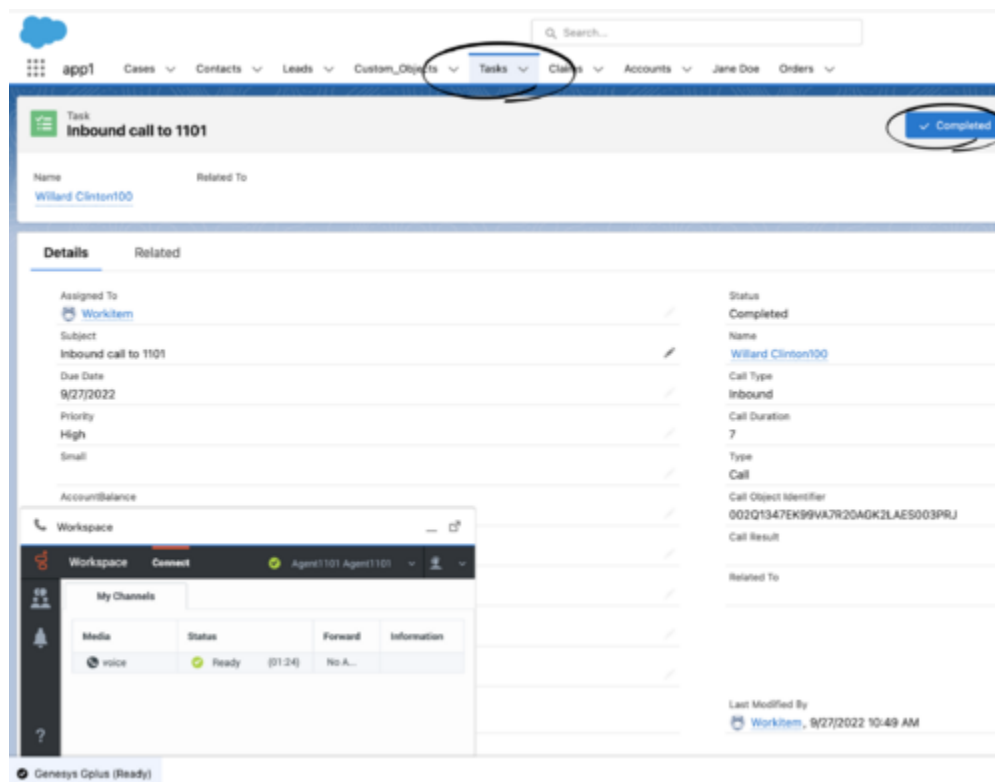 Search...
app1 Cases Contacts Leads Custom_Objects Tasks Claims Accounts Jane Doe Orders
Task
Inbound call to 1101
Completed
Name Related To
Willard Clinton100
Details Related
Assigned To
Workitem
Subject
Inbound call to 1101
Due Date
9/27/2022
Priority
High
Small
AccountBalance
Status
Completed
Name
Willard Clinton100
Call Type
Inbound
Call Duration
7
Type
Call
Call Object Identifier
002Q1347EK99VA7R20AGK2LAES003PRJ
Call Result
Related To
Last Modified By
Workitem, 9/27/2022 10:49 AM
Workspace
Workspace Connect Agent1101 Agent1101
My Channels
Media Status Forward Information
voice Ready (01:24) No A...
?
Genesys Gplus (Ready)